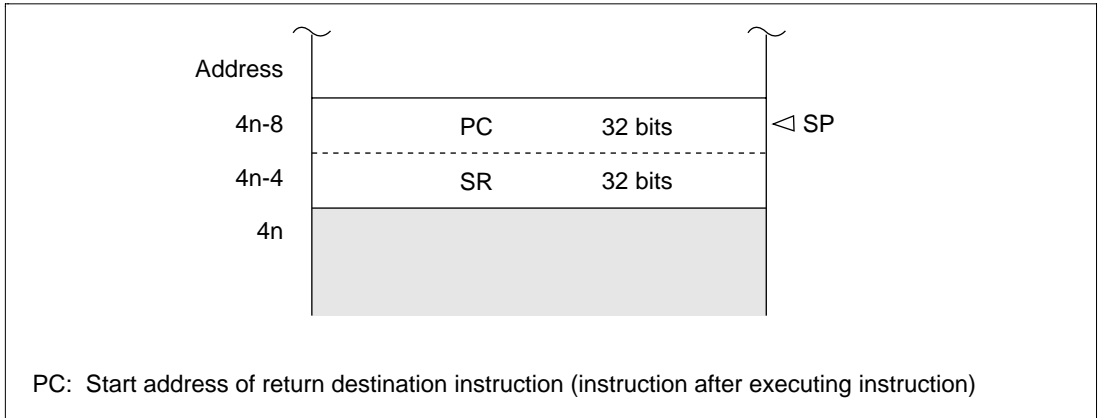 Address
4n-8 PC 32 bits ◁ SP
4n-4 SR 32 bits
4n
PC: Start address of return destination instruction (instruction after executing instruction)